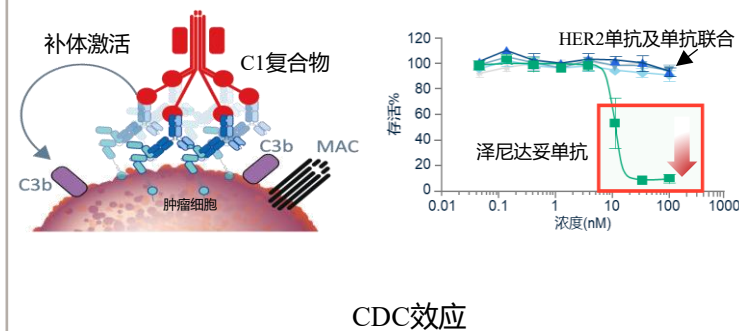 补体激活
C1复合物
C3b
C3b
MAC
肿瘤细胞
120
100
80
60
40
20
0
存活%
HER2单抗及单抗联合
泽尼达妥单抗
0.01
0.1
1
10
100
1000
浓度(nM)
CDC效应